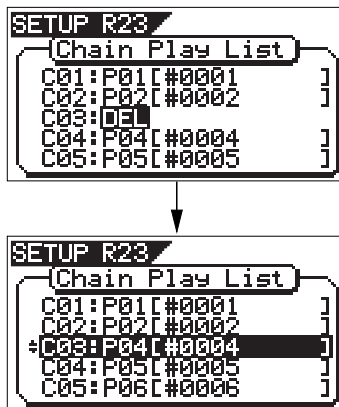 SETUP R23
Chain Play List
C01:P01[#0001 ]
C02:P02[#0002 ]
C03:DEL
C04:P04[#0004 ]
C05:P05[#0005 ]
SETUP R23
Chain Play List
C01:P01[#0001 ]
C02:P02[#0002 ]
C03:P04[#0004 ]
C04:P05[#0005 ]
C05:P06[#0006 ]